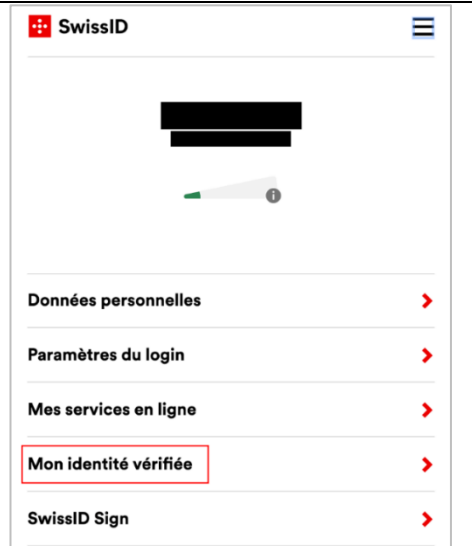 SwissID
Données personnelles
Paramètres du login
Mes services en ligne
Mon identité vérifiée
SwissID Sign